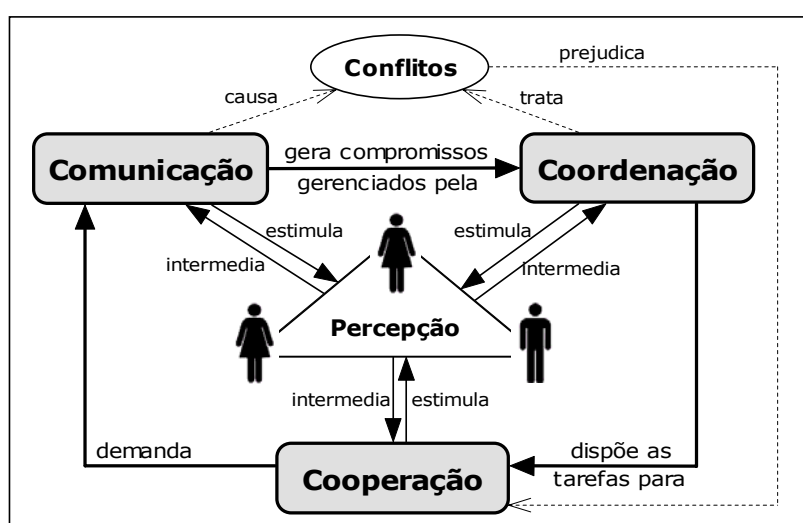 prejudica
Conflitos
causa
trata
gera compromissos
Comunicação
Coordenação
gerenciados pela
estimula
estimula
intermedia
intermedia
Percepção
intermedia
estimula
demanda
dispõe as
Cooperação
tarefas para